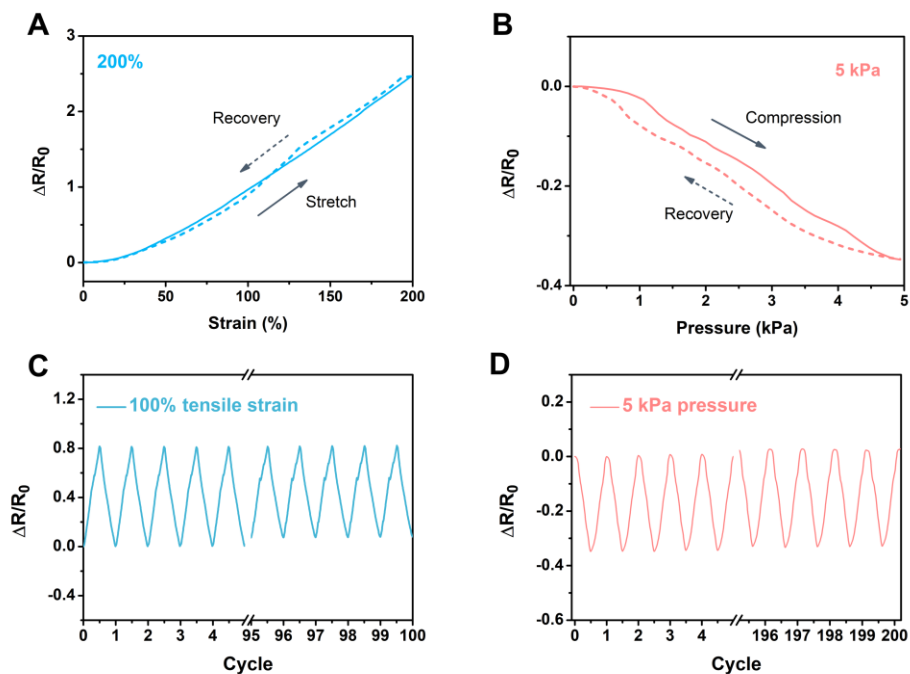 A
200%
Recovery
Stretch
ΔR/R₀
3
2
1
0
0 50 100 150 200
Strain (%)
B
5 kPa
Compression
Recovery
ΔR/R₀
0.0
-0.2
-0.4
0 1 2 3 4 5
Pressure (kPa)
C
100% tensile strain
ΔR/R₀
1.2
0.8
0.4
0.0
-0.4
0 1 2 3 4 95 96 97 98 99 100
Cycle
D
5 kPa pressure
ΔR/R₀
0.2
0.0
-0.2
-0.4
-0.6
0 1 2 3 4 196 197 198 199 200
Cycle